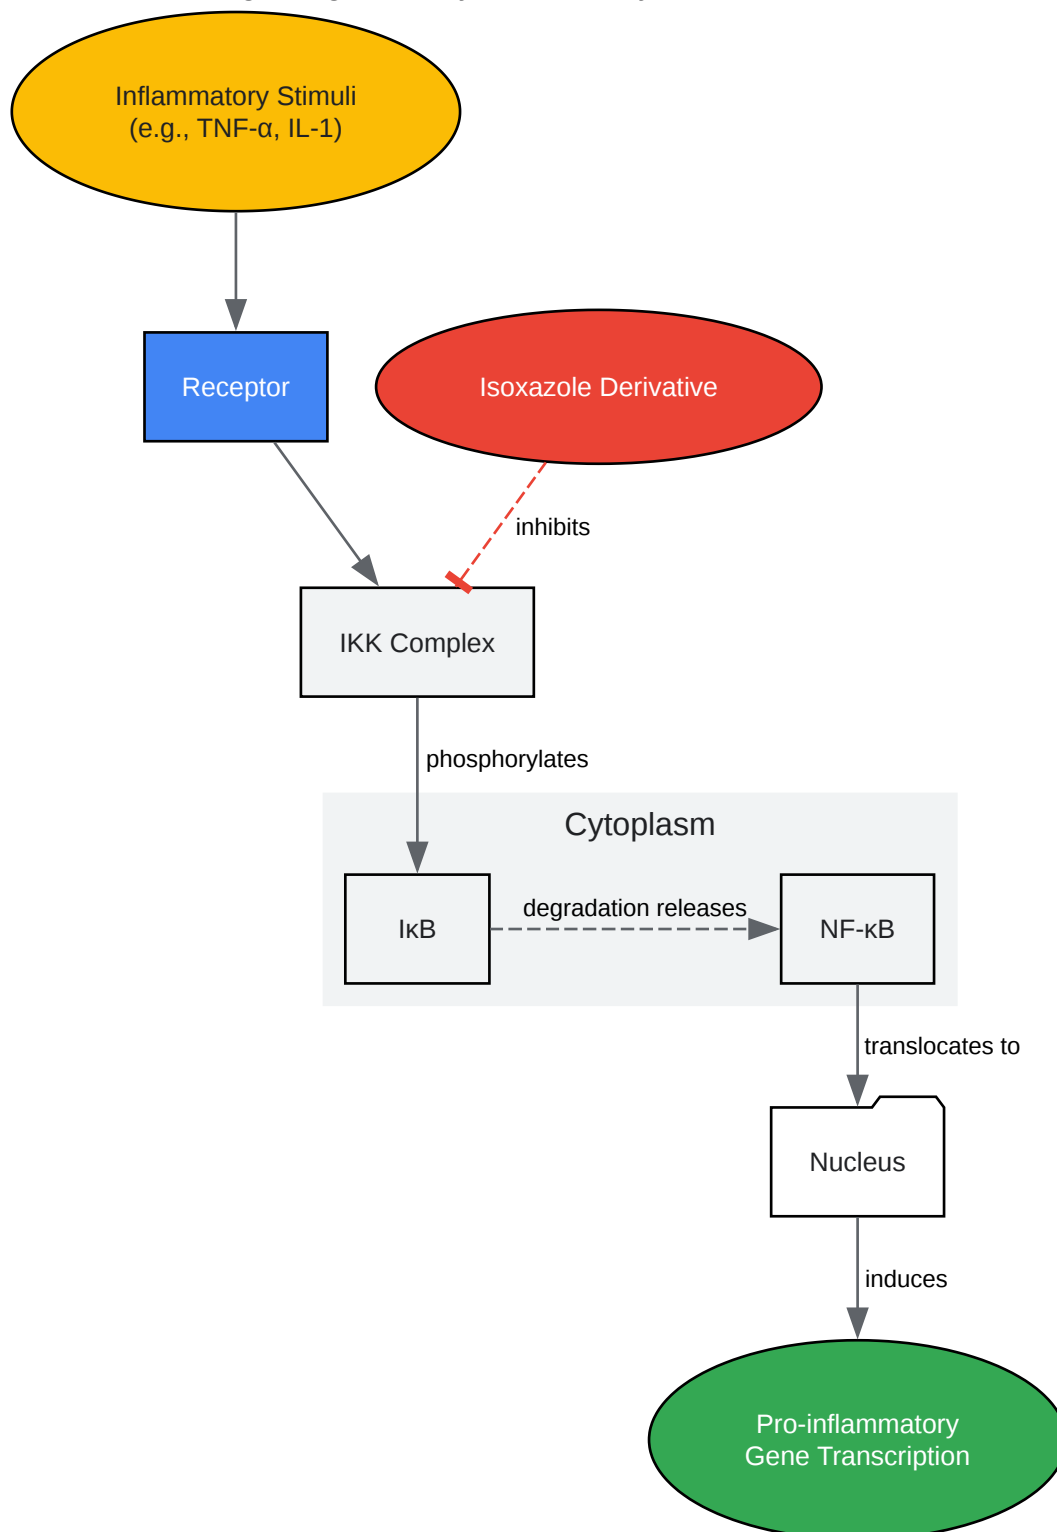 Inflammatory Stimuli
(e.g., TNF-α, IL-1)
Receptor
Isoxazole Derivative
inhibits
IKK Complex
phosphorylates
Cytoplasm
IκB
degradation releases
NF-κB
translocates to
Nucleus
induces
Pro-inflammatory
Gene Transcription